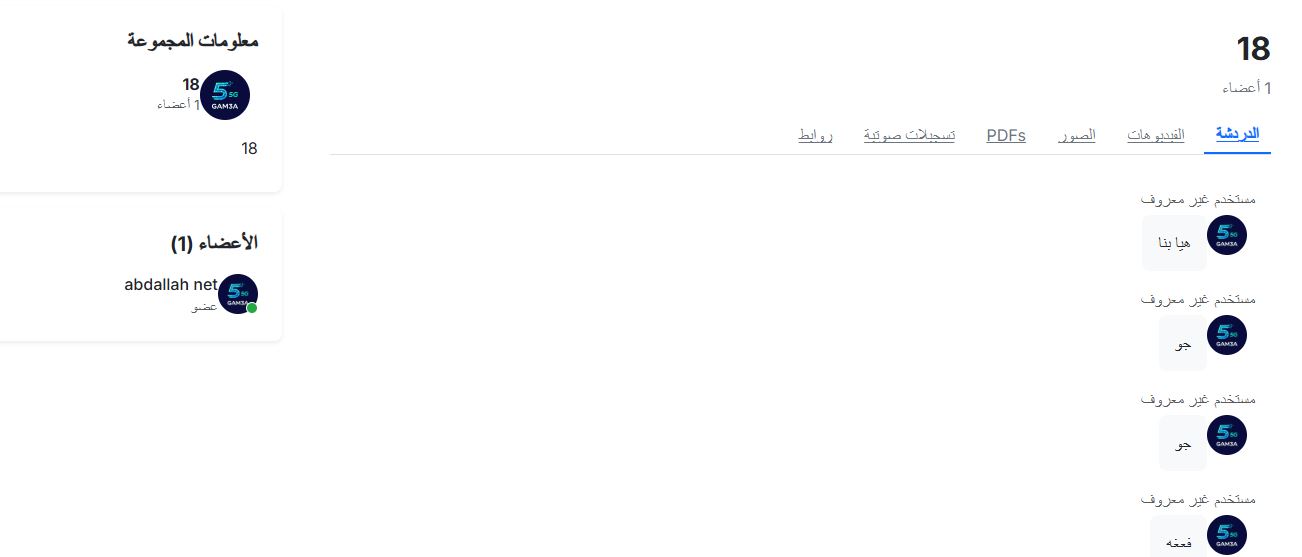 18
1 أعضاء
الدردشة
الفيديوهات
الصور
PDFs
تسجيلات صوتية
روابط
مستخدم غير معروف
5 5G
GAM3A
هيا بنا
مستخدم غير معروف
5 5G
GAM3A
جو
مستخدم غير معروف
5 5G
GAM3A
جو
مستخدم غير معروف
5 5G
GAM3A
فعغه
معلومات المجموعة
5 5G
GAM3A
18
1 أعضاء
18
الأعضاء (1)
5 5G
GAM3A
abdallah net
عضو